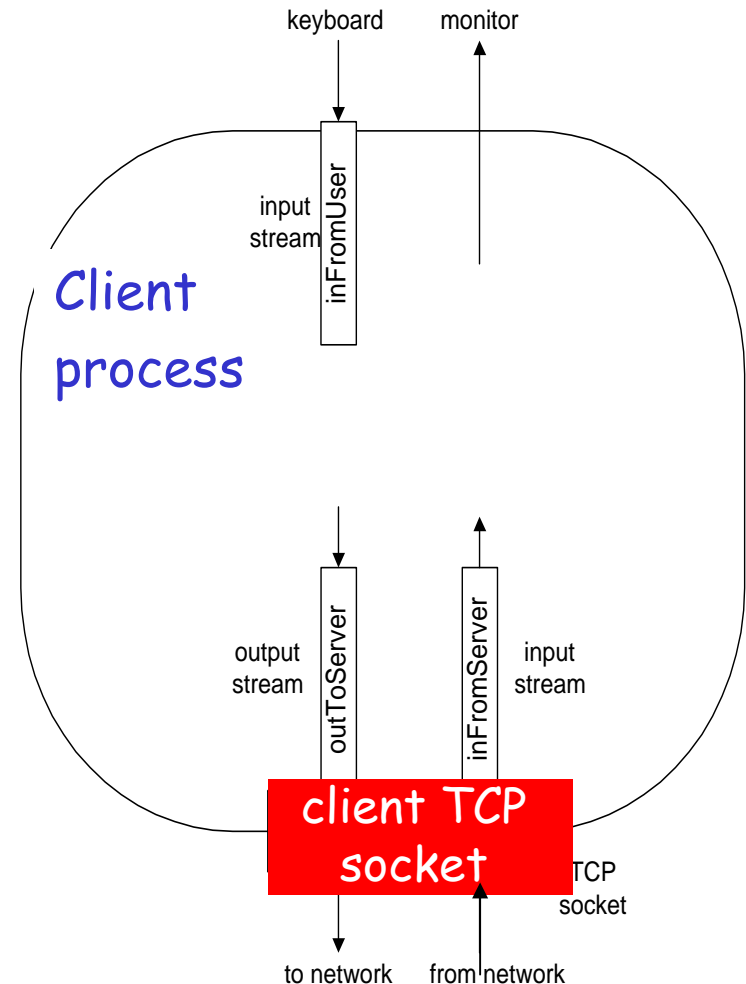 keyboard
monitor
input
stream
inFromUser
Client
process
output
stream
outToServer
inFromServer
input
stream
client TCP
socket
TCP
socket
to network
from network